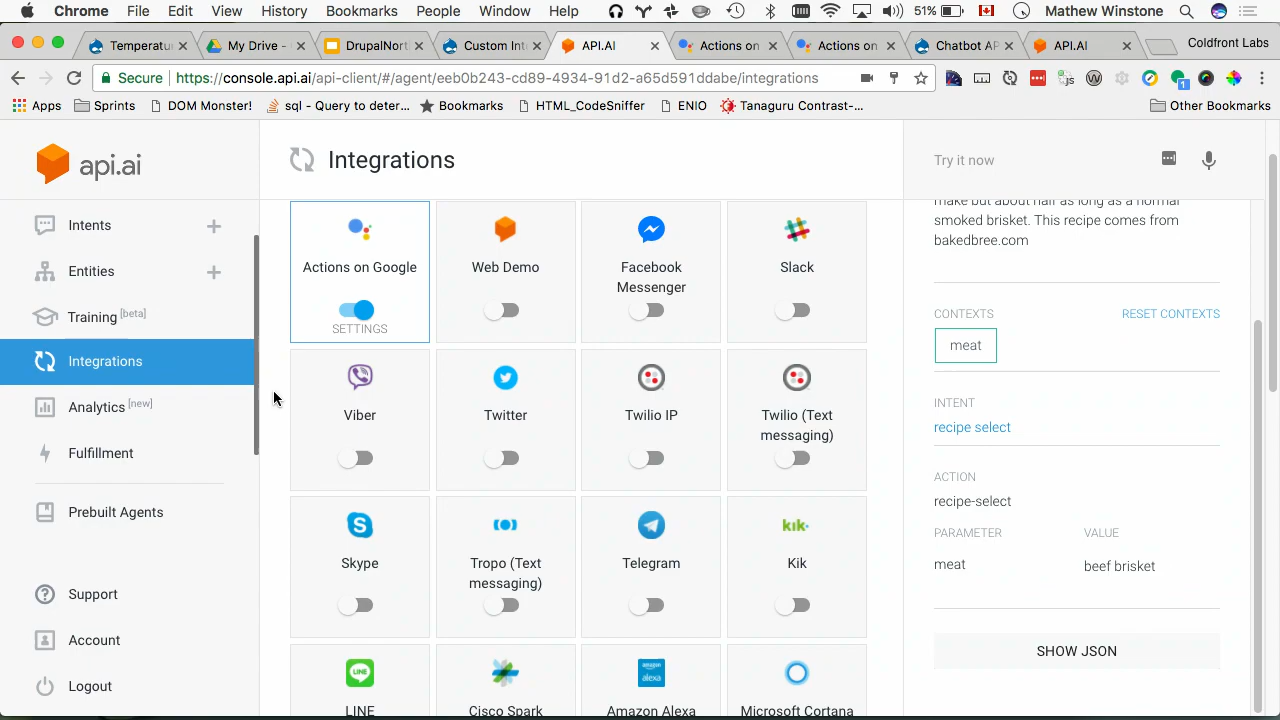 Chrome File Edit View History Bookmarks People Window Help 51% Mathew Winstone
Temperatu My Drive - DrupalNort Custom Int API.AI Actions on Actions on Chatbot AP API.AI Coldfront Labs
Secure https://console.api.ai/api-client/#/agent/eeb0b243-cd89-4934-91d2-a65d591ddabe/integrations
Apps Sprints DOM Monster! sql - Query to deter... Bookmarks HTML_CodeSniffer ENIO Tanaguru Contrast-... Other Bookmarks
api.ai
Intents +
Entities +
Training [beta]
Integrations
Analytics [new]
Fulfillment
Prebuilt Agents
Support
Account
Logout
Integrations
Actions on Google
SETTINGS
Web Demo
Facebook
Messenger
Slack
Viber
Twitter
Twilio IP
Twilio (Text
messaging)
Skype
Tropo (Text
messaging)
Telegram
kik.
Kik
LINE
LINE
Cisco Spark
amazon
alexa
Amazon Alexa
Microsoft Cortana
Try it now
make but about half as long as a normal
smoked brisket. This recipe comes from
bakedbree.com
CONTEXTS RESET CONTEXTS
meat
INTENT
recipe select
ACTION
recipe-select
PARAMETER VALUE
meat beef brisket
SHOW JSON